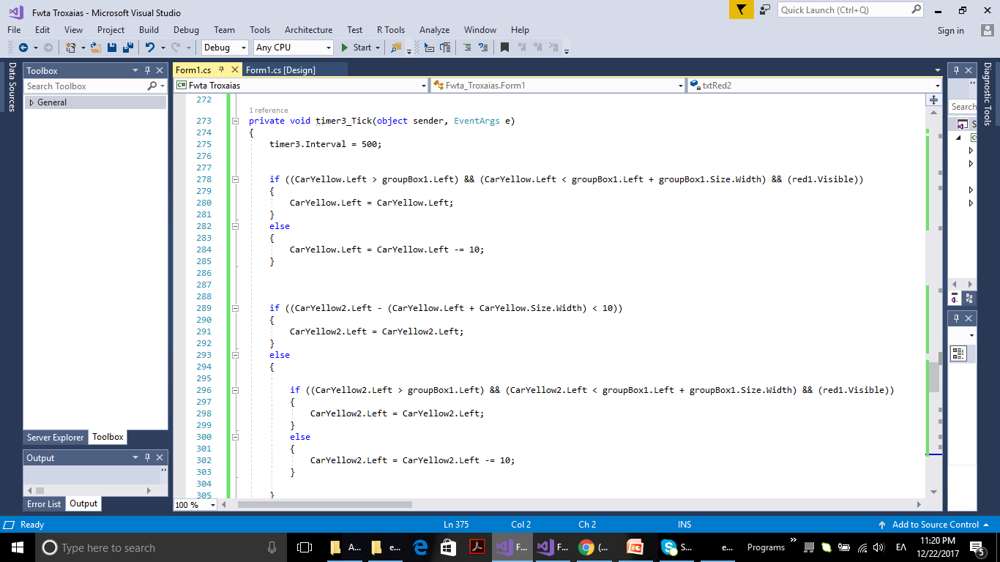 Fwta Troxaias - Microsoft Visual Studio
Quick Launch (Ctrl+Q)
File Edit View Project Build Debug Team Tools Architecture Test R Tools Analyze Window Help
Sign in
Debug Any CPU Start
Data Sources
Toolbox
Search Toolbox
General
Form1.cs Form1.cs [Design]
C# Fwta Troxaias Fwta_Troxaias.Form1 txtRed2
272
1 reference
273 private void timer3_Tick(object sender, EventArgs e)
274 {
275 timer3.Interval = 500;
276
277
278 if ((CarYellow.Left > groupBox1.Left) && (CarYellow.Left < groupBox1.Left + groupBox1.Size.Width) && (red1.Visible))
279 {
280 CarYellow.Left = CarYellow.Left;
281 }
282 else
283 {
284 CarYellow.Left = CarYellow.Left -= 10;
285 }
286
287
288
289 if ((CarYellow2.Left - (CarYellow.Left + CarYellow.Size.Width) < 10))
290 {
291 CarYellow2.Left = CarYellow2.Left;
292 }
293 else
294 {
295
296 if ((CarYellow2.Left > groupBox1.Left) && (CarYellow2.Left < groupBox1.Left + groupBox1.Size.Width) && (red1.Visible))
297 {
298 CarYellow2.Left = CarYellow2.Left;
299 }
300 else
301 {
302 CarYellow2.Left = CarYellow2.Left -= 10;
303 }
304
305 }
100 %
Server Explorer Toolbox
Output
Error List Output
Search
S
Diagnostic Tools
Ready Ln 375 Col 2 Ch 2 INS Add to Source Control
Type here to search
A... e... F... F... (... S... e... Programs » ΕΛ
11:20 PM
12/22/2017
5